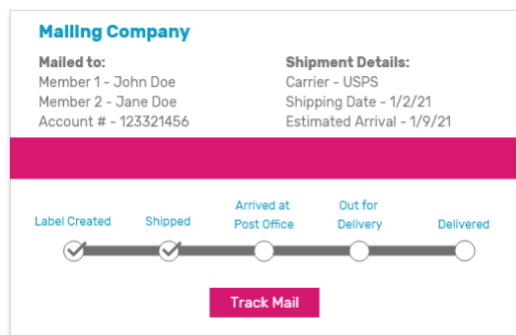 Mailing Company
Mailed to:
Member 1 - John Doe
Member 2 - Jane Doe
Account # - 123321456
Shipment Details:
Carrier - USPS
Shipping Date - 1/2/21
Estimated Arrival - 1/9/21
Label Created
Shipped
Arrived at
Post Office
Out for
Delivery
Delivered
Track Mail